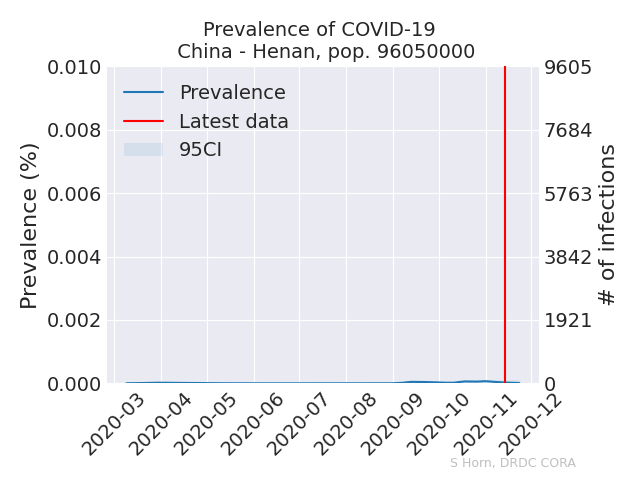 Prevalence of COVID-19
China - Henan, pop. 96050000
0.010
0.008
0.006
0.004
0.002
0.000
Prevalence (%)
Prevalence
Latest data
95CI
9605
7684
5763
3842
1921
0
# of infections
2020-03
2020-04
2020-05
2020-06
2020-07
2020-08
2020-09
2020-10
2020-11
2020-12
S Horn, DRDC CORA